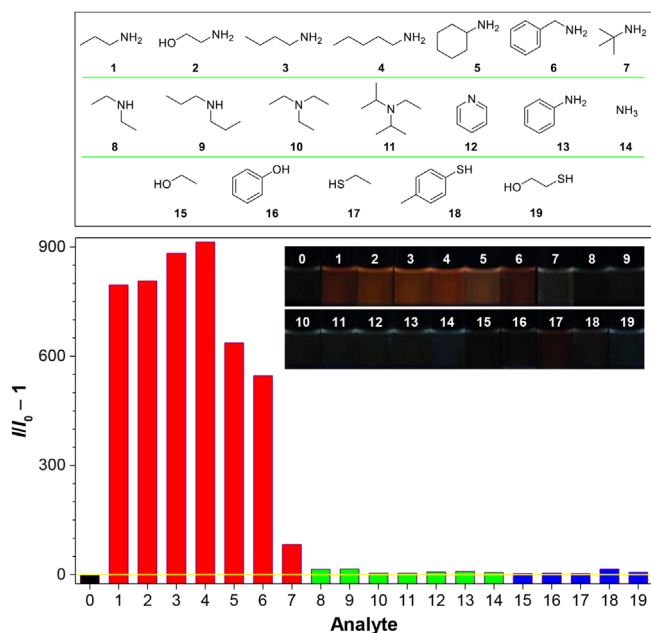 NH2 HO NH2 NH2 NH2 NH2 NH2 NH2
1 2 3 4 5 6 7
NH NH N N N NH2 NH3
8 9 10 11 12 13 14
HO OH HS SH HO SH
15 16 17 18 19
900
600
300
0
I/I0 – 1
0 1 2 3 4 5 6 7 8 9
10 11 12 13 14 15 16 17 18 19
0 1 2 3 4 5 6 7 8 9 10 11 12 13 14 15 16 17 18 19
Analyte